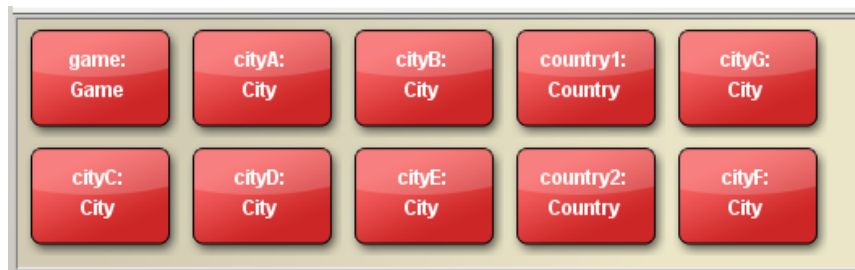 game:
Game
cityA:
City
cityB:
City
country1:
Country
cityG:
City
cityC:
City
cityD:
City
cityE:
City
country2:
Country
cityF:
City